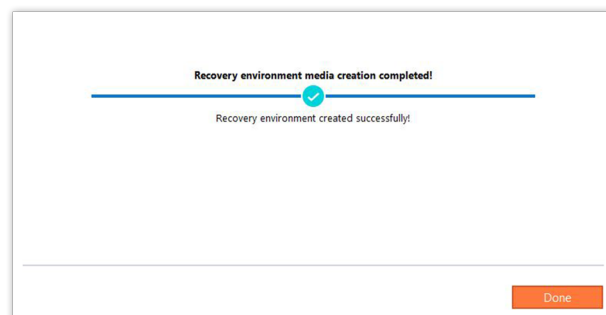 Recovery environment media creation completed!
Recovery environment created successfully!
Done